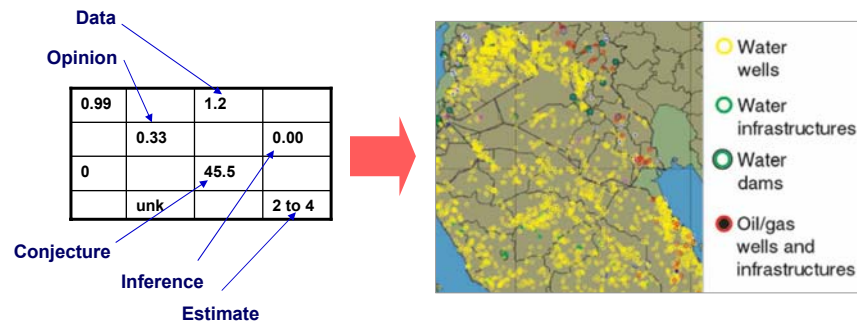 Data
Opinion
0.99 1.2
0.33 0.00
0 45.5
unk 2 to 4
Conjecture
Inference
Estimate
Water
wells
Water
infrastructures
Water
dams
Oil/gas
wells and
infrastructures